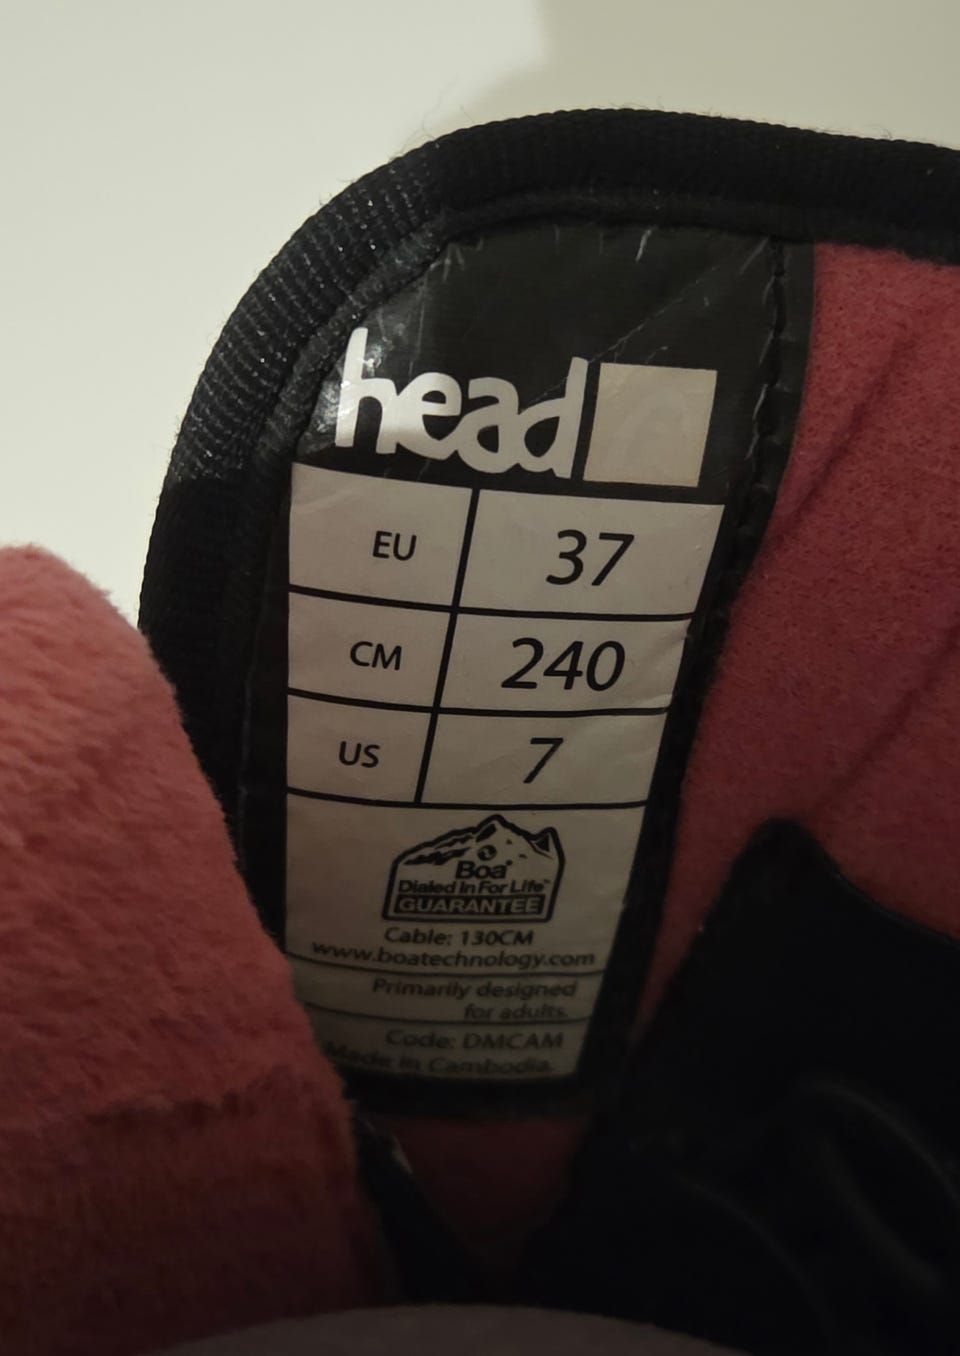 head
EU 37
CM 240
US 7
Boa
Dialed In For Life™
GUARANTEE
Cable: 130CM
www.boatechnology.com
Primarily designed
for adults.
Code: DMCAM
Made in Cambodia.